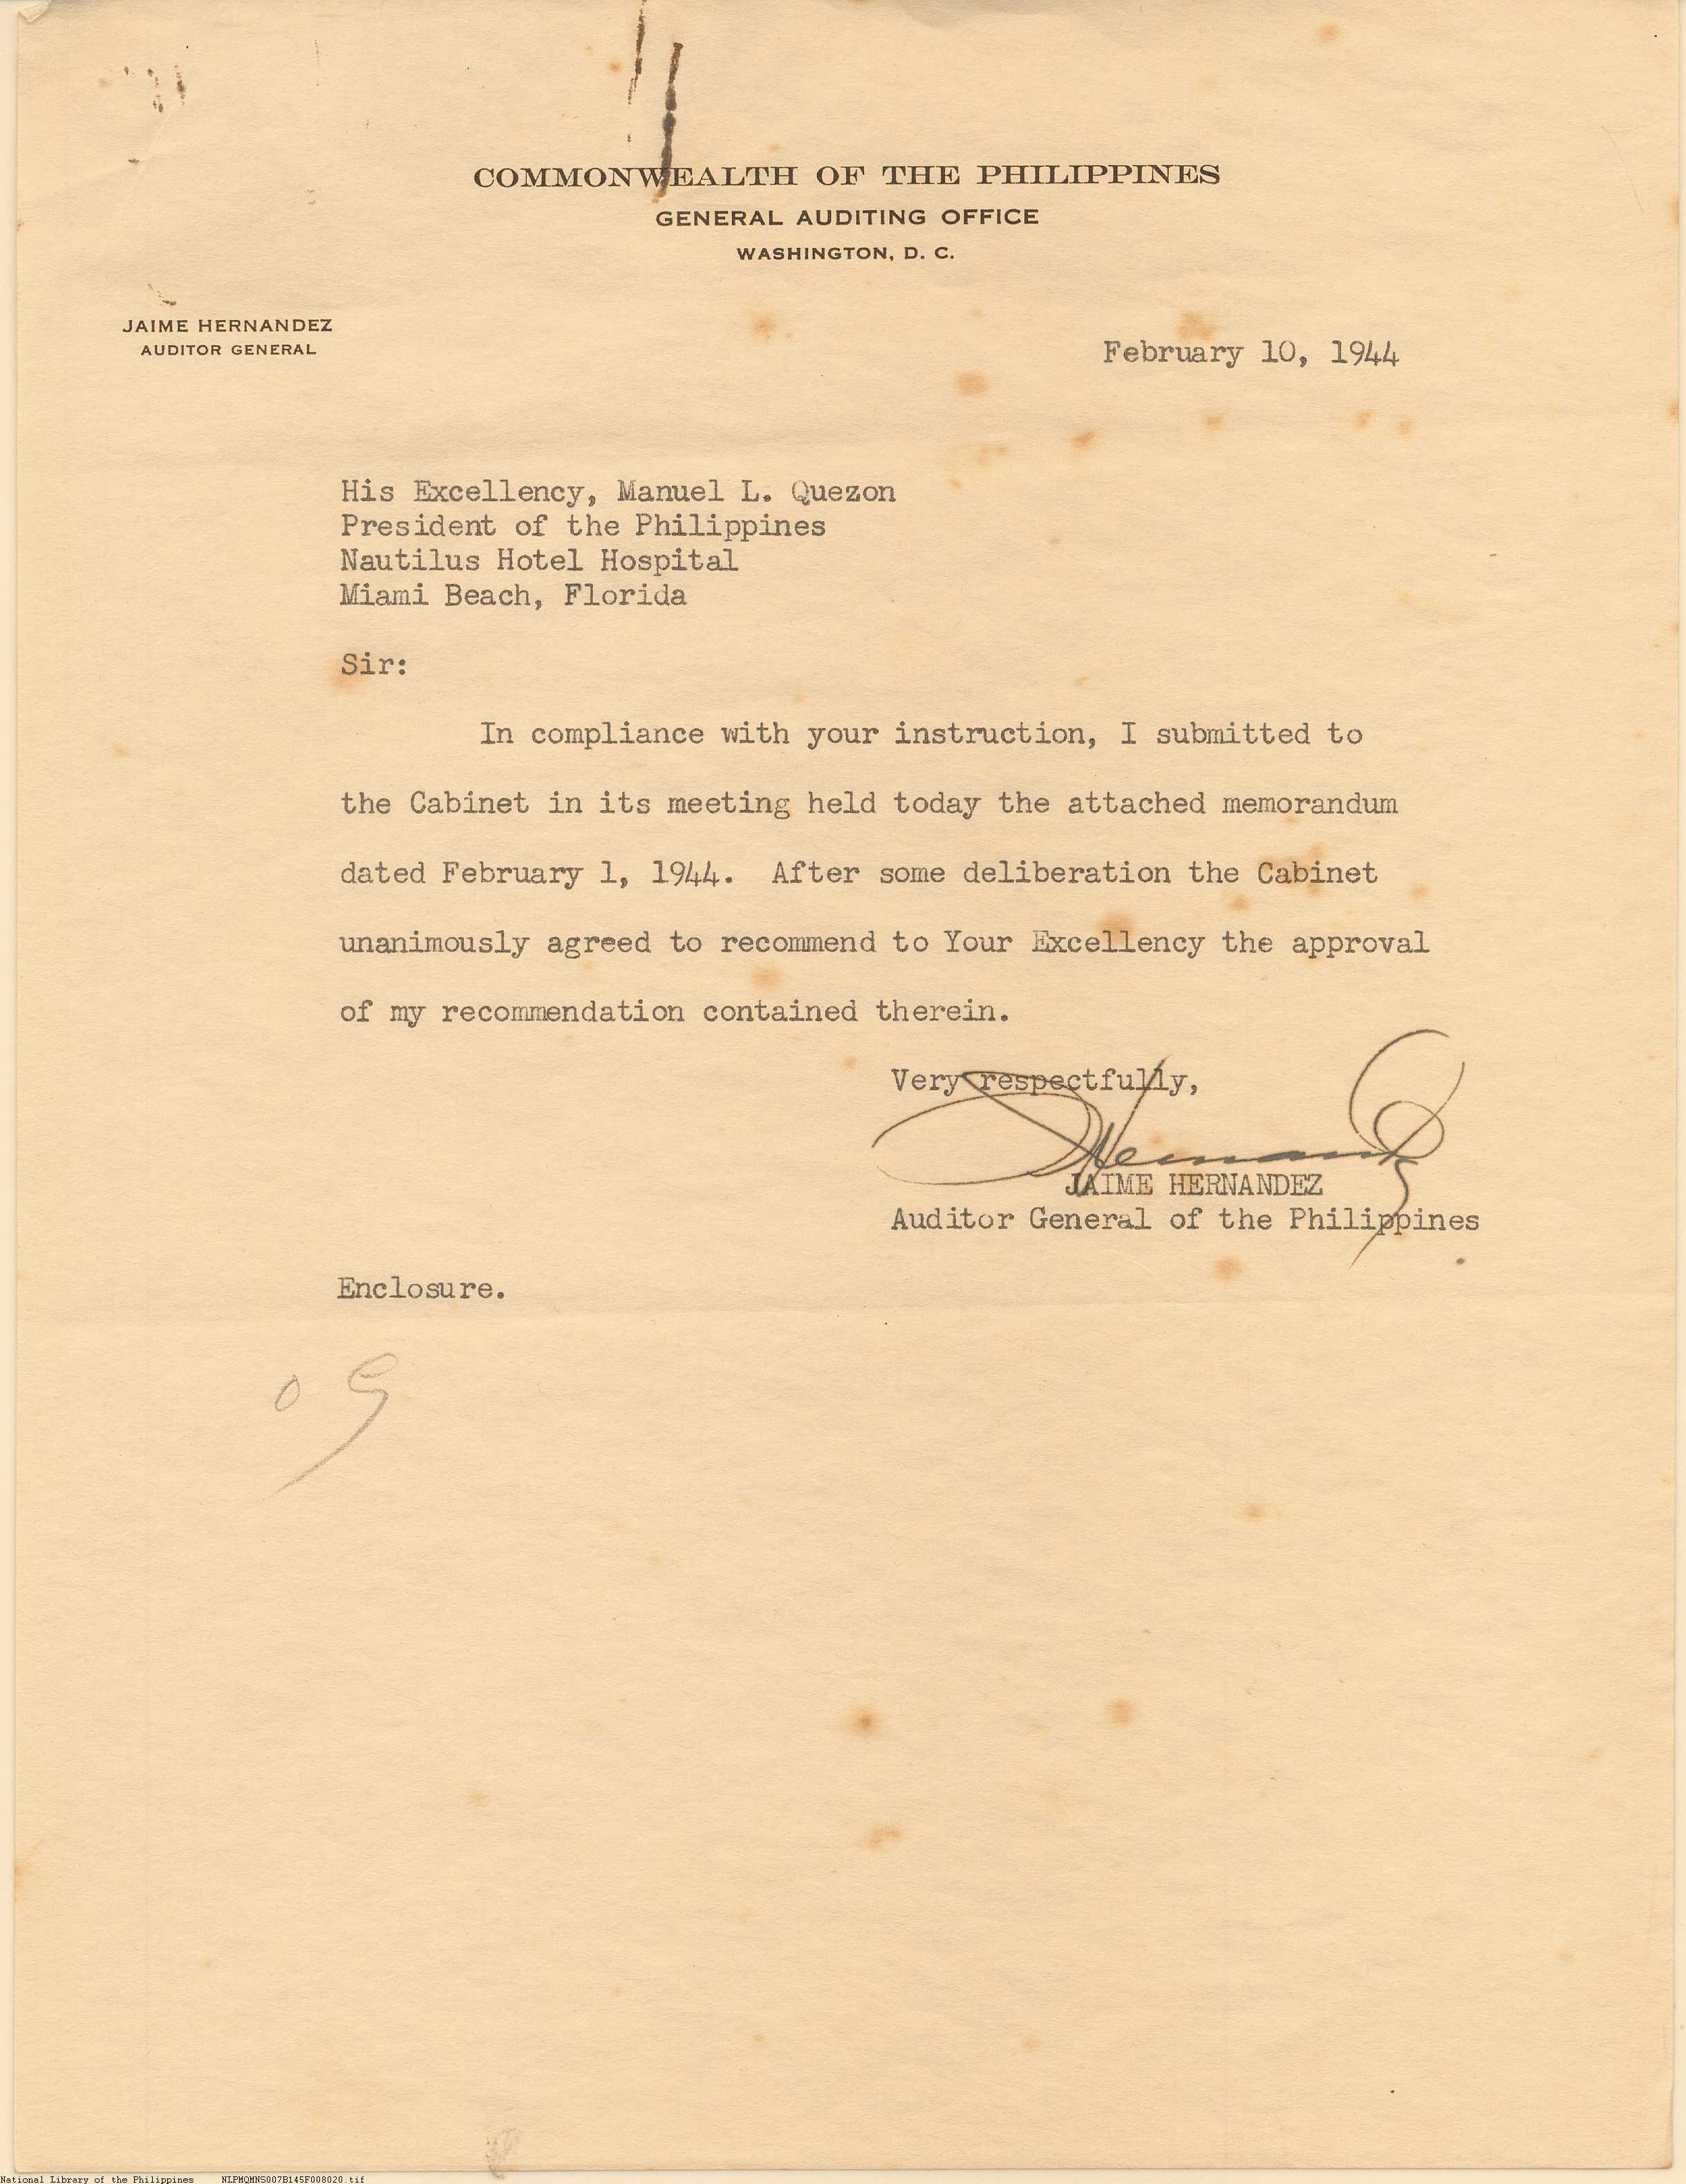 COMMONWEALTH OF THE PHILIPPINES
GENERAL AUDITING OFFICE
WASHINGTON, D. C.
JAIME HERNANDEZ
AUDITOR GENERAL
February 10, 1944
His Excellency, Manuel L. Quezon
President of the Philippines
Nautilus Hotel Hospital
Miami Beach, Florida
Sir:
In compliance with your instruction, I submitted to
the Cabinet in its meeting held today the attached memorandum
dated February 1, 1944. After some deliberation the Cabinet
unanimously agreed to recommend to Your Excellency the approval
of my recommendation contained therein.
Very respectfully,
JHernandez
JAIME HERNANDEZ
Auditor General of the Philippines
Enclosure.
National Library of the Philippines NLPMQMNS007B145F008020.tif